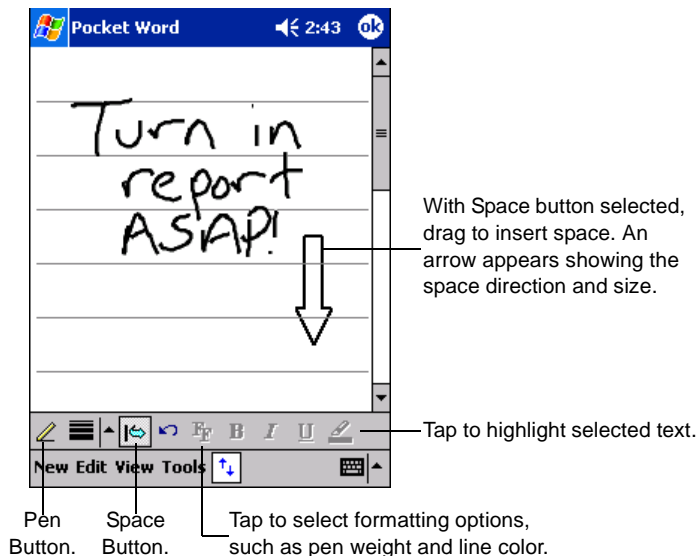 Pocket Word 2:43 ok
Turn in
report
ASAP!
With Space button selected,
drag to insert space. An
arrow appears showing the
space direction and size.
FF B I U
Tap to highlight selected text.
New Edit View Tools
Pen
Button.
Space
Button.
Tap to select formatting options,
such as pen weight and line color.